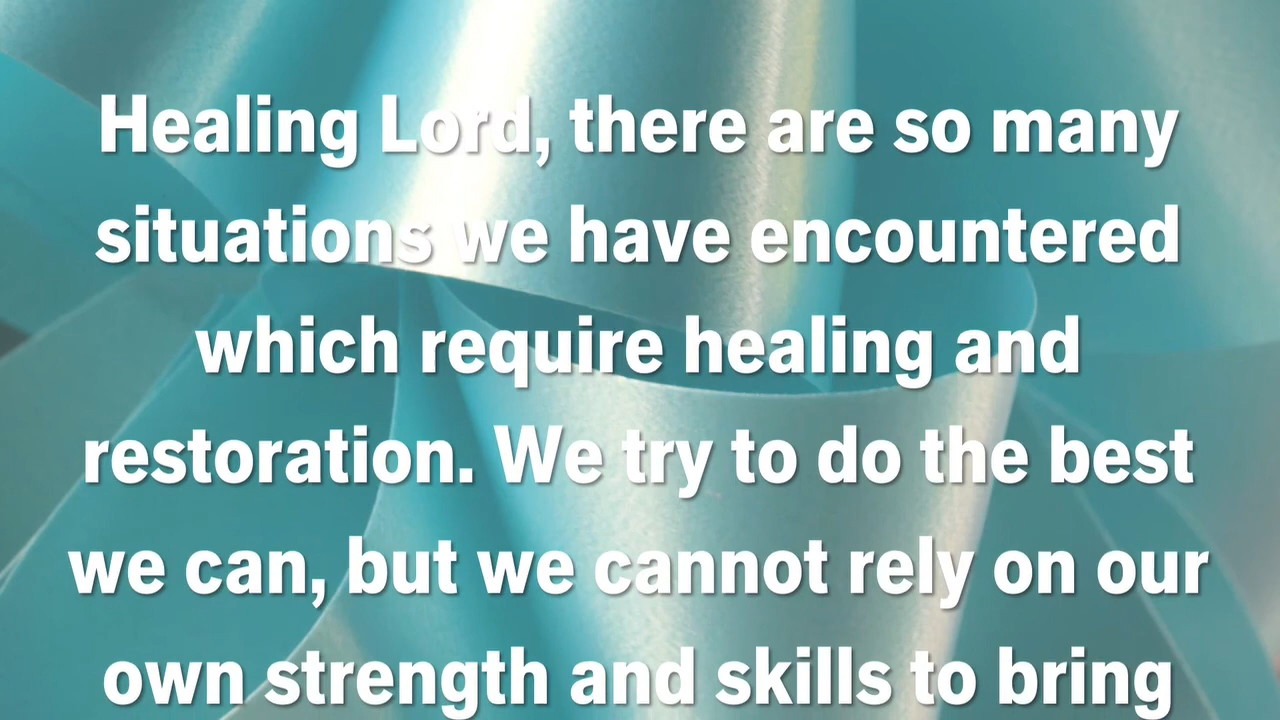 Healing Lord, there are so many
situations we have encountered
which require healing and
restoration. We try to do the best
we can, but we cannot rely on our
own strength and skills to bring